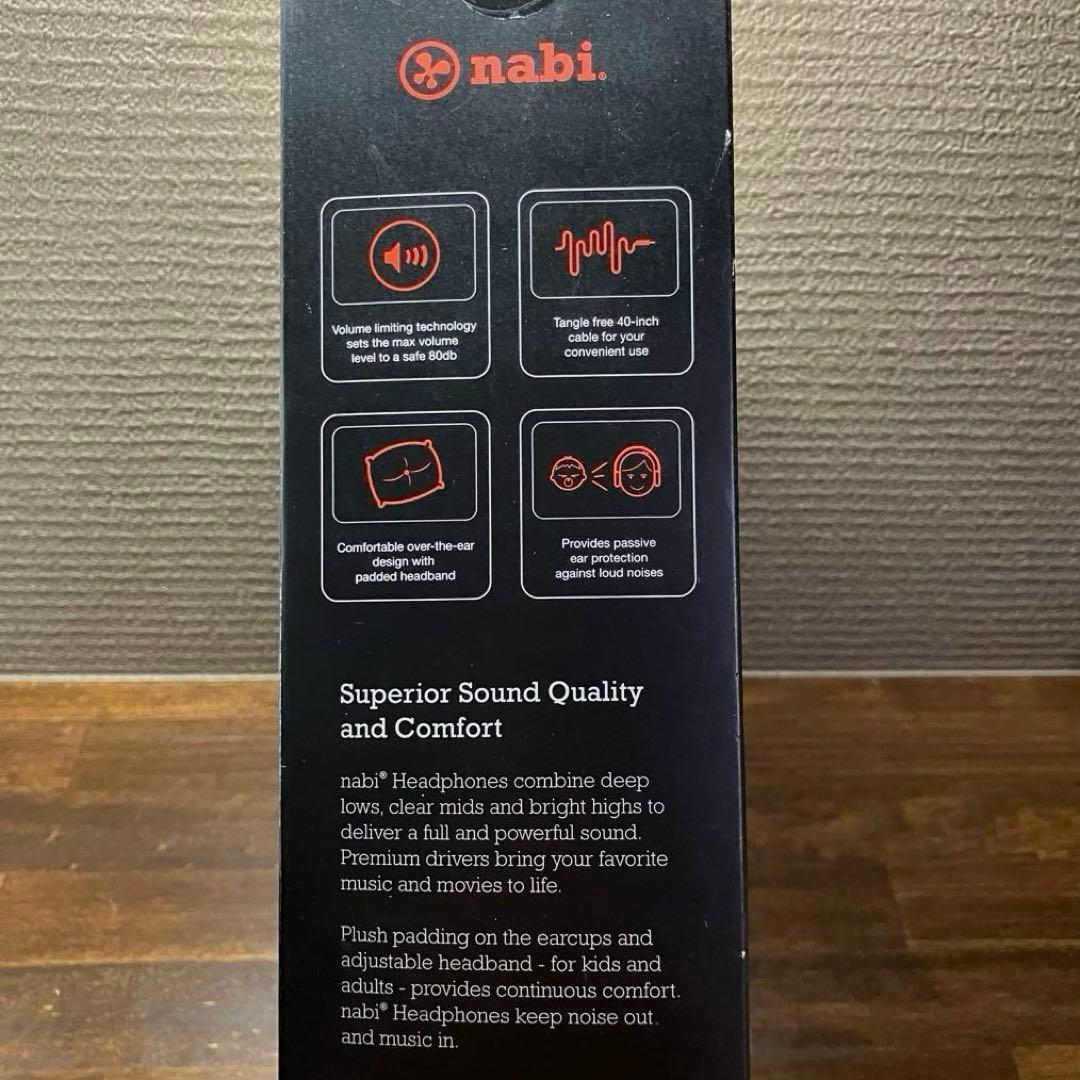 nabi®
Volume limiting technology
sets the max volume
level to a safe 80db
Tangle free 40-inch
cable for your
convenient use
Comfortable over-the-ear
design with
padded headband
Provides passive
ear protection
against loud noises
Superior Sound Quality
and Comfort
nabi® Headphones combine deep
lows, clear mids and bright highs to
deliver a full and powerful sound.
Premium drivers bring your favorite
music and movies to life.
Plush padding on the earcups and
adjustable headband - for kids and
adults - provides continuous comfort.
nabi® Headphones keep noise out
and music in.